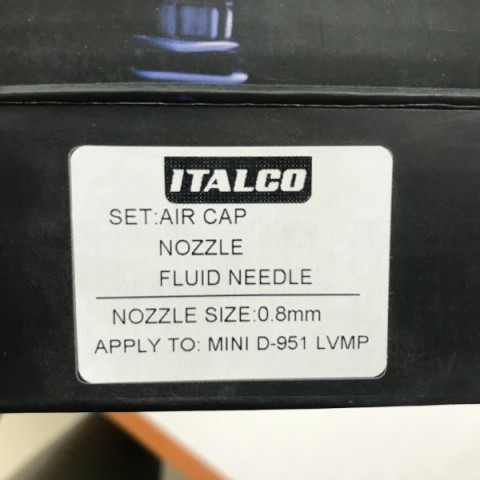 ITALCO
SET:AIR CAP
NOZZLE
FLUID NEEDLE
NOZZLE SIZE:0.8mm
APPLY TO: MINI D-951 LVMP